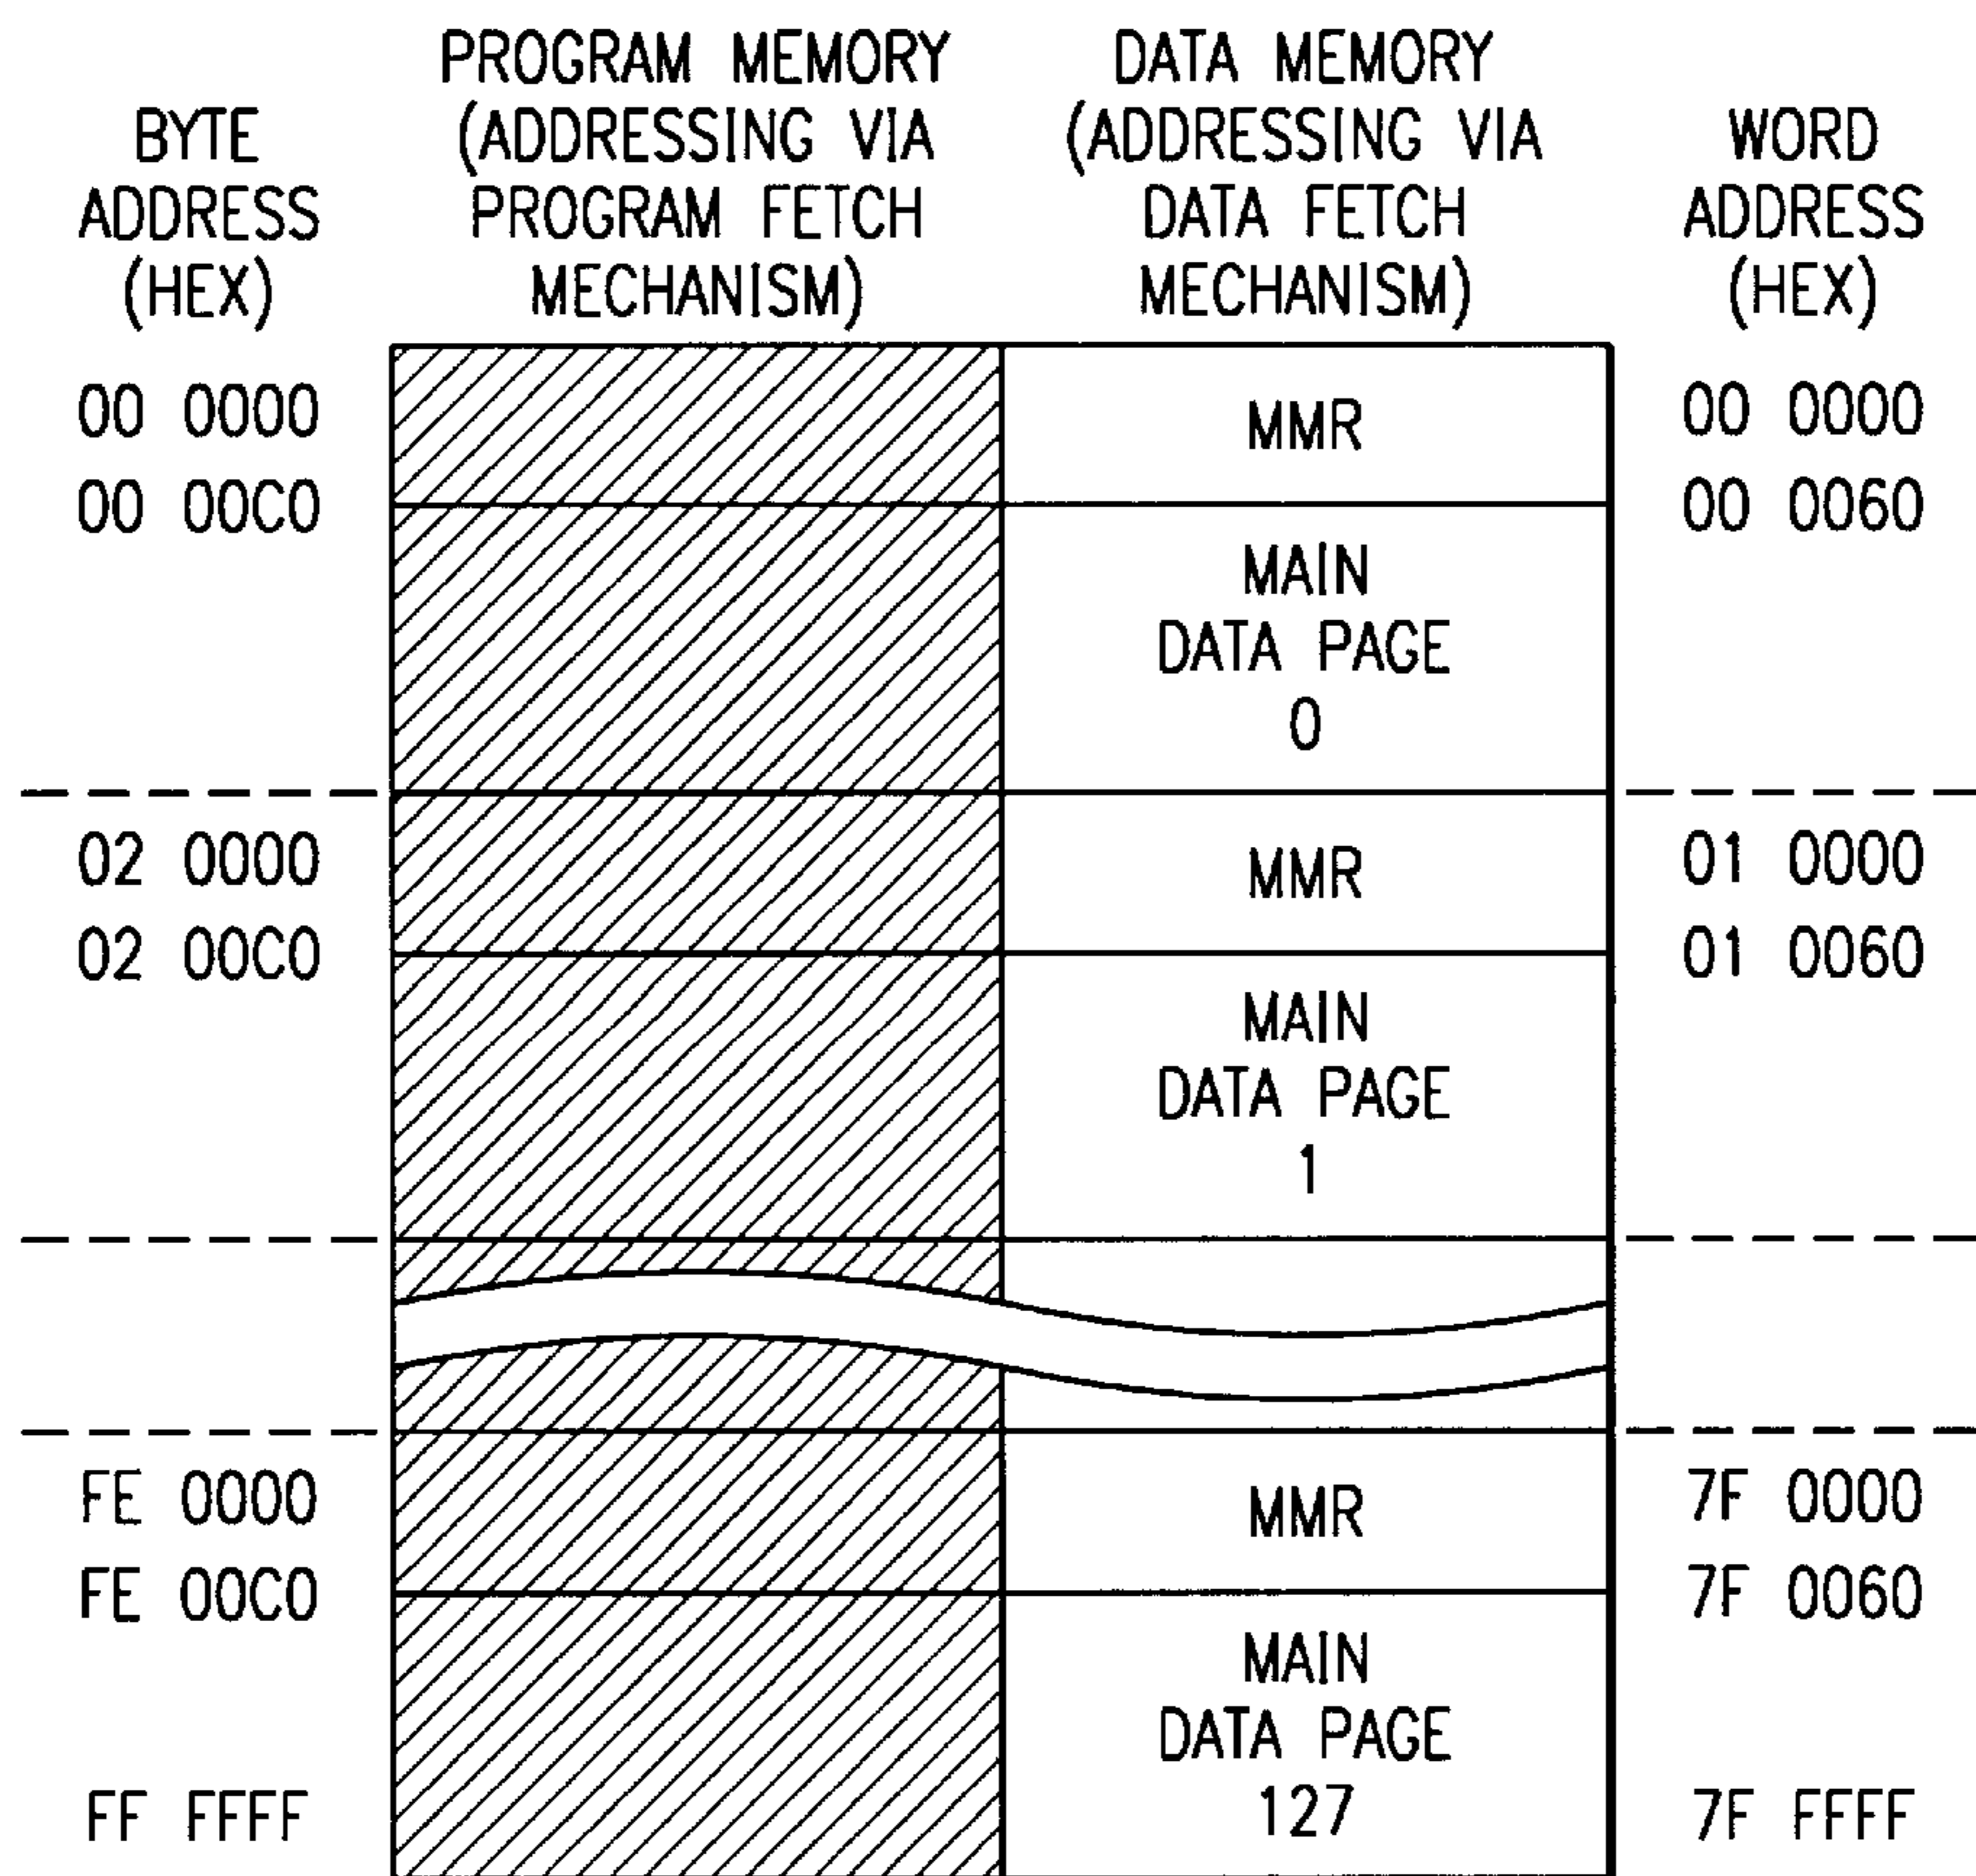 PROGRAM MEMORY DATA MEMORY
BYTE (ADDRESSING VIA (ADDRESSING VIA WORD
ADDRESS PROGRAM FETCH DATA FETCH ADDRESS
(HEX) MECHANISM) MECHANISM) (HEX)
00 0000 MMR 00 0000
00 00C0 00 0060
MAIN
DATA PAGE
0
02 0000 MMR 01 0000
02 00C0 01 0060
MAIN
DATA PAGE
1
FE 0000 MMR 7F 0000
FE 00C0 7F 0060
MAIN
DATA PAGE
FF FFFF 127 7F FFFF